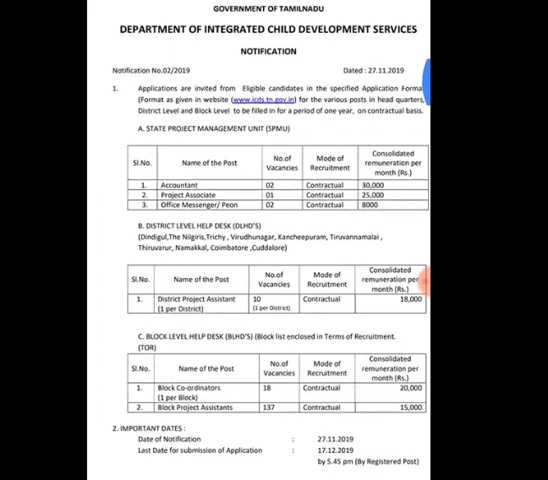 GOVERNMENT OF TAMILNADU
DEPARTMENT OF INTEGRATED CHILD DEVELOPMENT SERVICES
NOTIFICATION
Notification No.02/2019 Dated : 27.11.2019
1. Applications are invited from Eligible candidates in the specified Application Forma
(Format as given in website (www.icds.tn.gov.in) for the various posts in head quarters,
District Level and Block Level to be filled in for a period of one year, on contractual basis.
A. STATE PROJECT MANAGEMENT UNIT (SPMU)
Sl.No. Name of the Post No.of Vacancies Mode of Recruitment Consolidated remuneration per month (Rs.)
1. Accountant 02 Contractual 30,000
2. Project Associate 01 Contractual 25,000
3. Office Messenger/ Peon 02 Contractual 8000
B. DISTRICT LEVEL HELP DESK (DLHD'S)
(Dindigul,The Nilgiris,Trichy , Virudhunagar, Kancheepuram, Tiruvannamalai ,
Thiruvarur, Namakkal, Coimbatore ,Cuddalore)
Sl.No. Name of the Post No.of Vacancies Mode of Recruitment Consolidated remuneration per month (Rs.)
1. District Project Assistant (1 per District) 10 (1 per District) Contractual 18,000
C. BLOCK LEVEL HELP DESK (BLHD'S) (Block list enclosed in Terms of Recruitment.
(TOR)
Sl.No. Name of the Post No.of Vacancies Mode of Recruitment Consolidated remuneration per month (Rs.)
1. Block Co-ordinators (1 per Block) 18 Contractual 20,000
2. Block Project Assistants 137 Contractual 15,000
2. IMPORTANT DATES :
Date of Notification : 27.11.2019
Last Date for submission of Application : 17.12.2019
by 5.45 pm (By Registered Post)